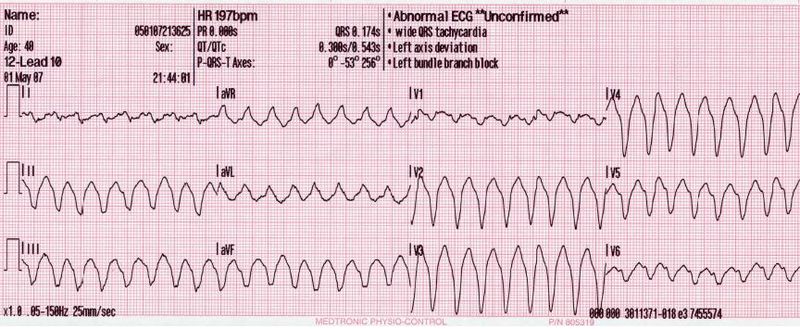 Name:
HR 197bpm
• Abnormal ECG **Unconfirmed**
ID 050107213625
PR 0.000s QRS 0.174s
• wide QRS tachycardia
Age: 40 Sex:
QT/QTc 0.300s/0.543s
• Left axis deviation
12-Lead 10
P-QRS-T Axes: 0° -53° 256°
• Left bundle branch block
01 May 07 21:44:01
I aVR V1 V4
II aVL V2 V5
III aVF V3 V6
x1.0 .05-150Hz 25mm/sec
000 000 3011371-018 e3 7455574
MEDTRONIC PHYSIO-CONTROL P/N 805319